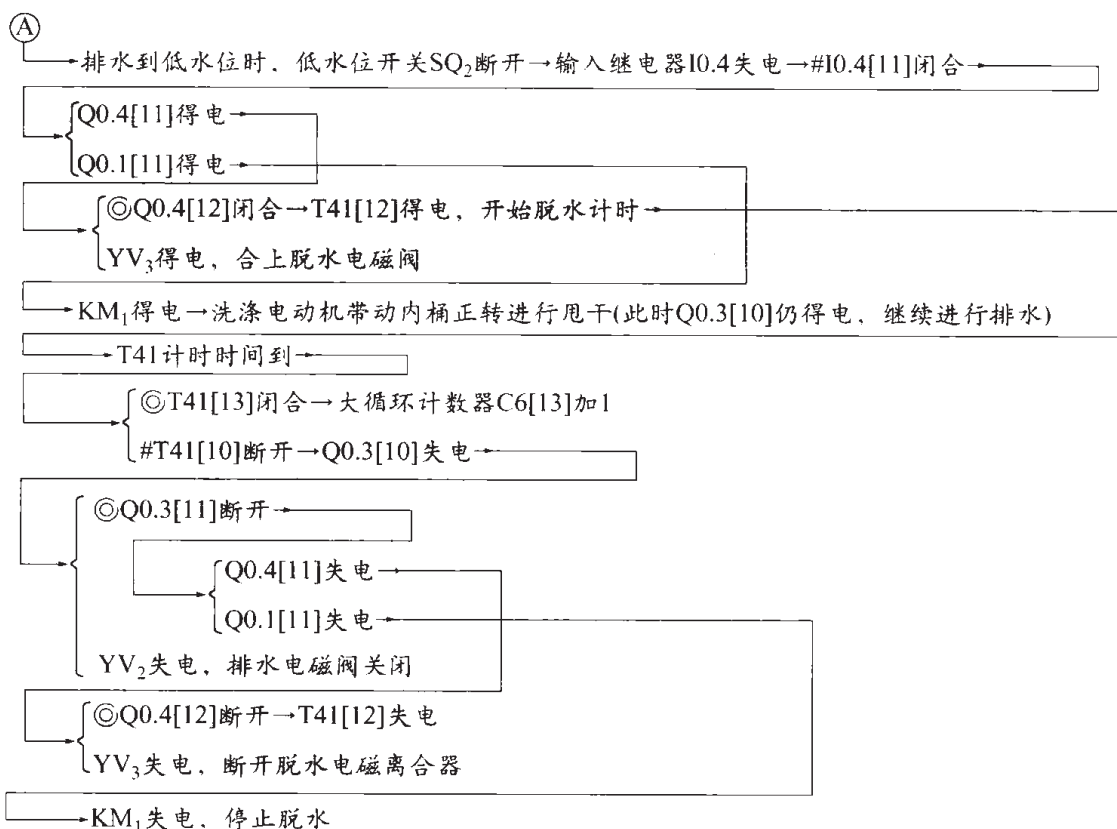 Ⓐ
排水到低水位时，低水位开关SQ₂断开→输入继电器I0.4失电→#I0.4[11]闭合→
Q0.4[11]得电→
Q0.1[11]得电→
◎Q0.4[12]闭合→T41[12]得电，开始脱水计时→
YV₃得电，合上脱水电磁阀
KM₁得电→洗涤电动机带动内桶正转进行甩干(此时Q0.3[10]仍得电，继续进行排水)
T41计时时间到→
◎T41[13]闭合→大循环计数器C6[13]加1
#T41[10]断开→Q0.3[10]失电→
◎Q0.3[11]断开→
Q0.4[11]失电→
Q0.1[11]失电→
YV₂失电，排水电磁阀关闭
◎Q0.4[12]断开→T41[12]失电
YV₃失电，断开脱水电磁离合器
KM₁失电，停止脱水